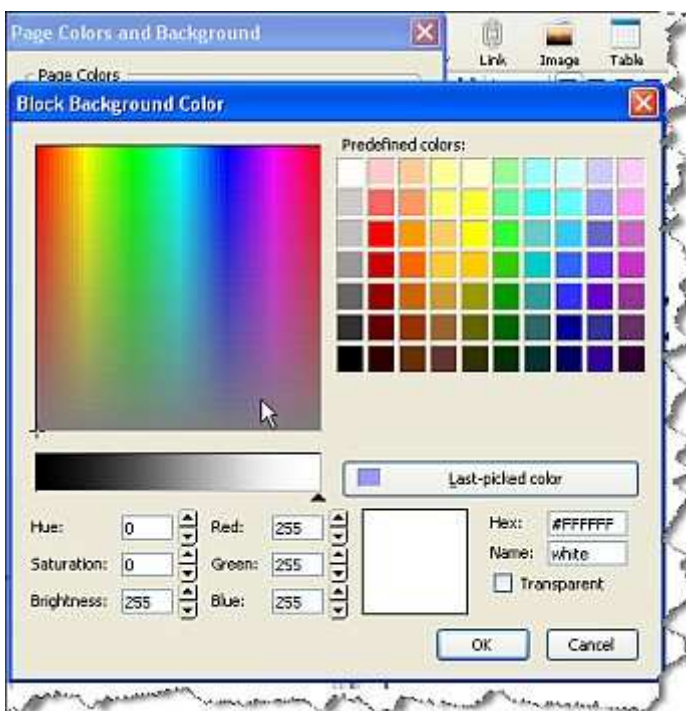 Page Colors and Background
Link Image Table
Page Colors
Block Background Color
Predefined colors:
Last-picked color
Hue: 0 Red: 255 Hex: #FFFFFF
Name: white
Saturation: 0 Green: 255
Transparent
Brightness: 255 Blue: 255
OK Cancel